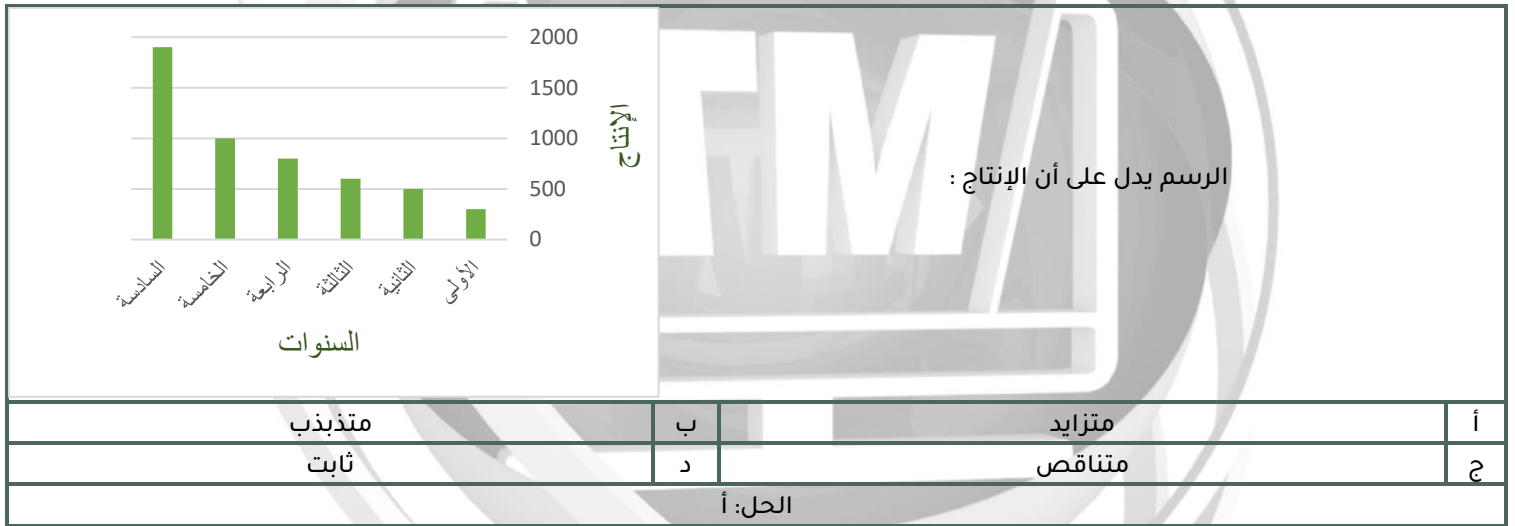 2000
1500
1000
500
0
الإنتاج
الأولى
الثانية
الثالثة
الرابعة
الخامسة
السادسة
السنوات
TM
الرسم يدل على أن الإنتاج :
أ متزايد ب متذبذب
ج متناقص د ثابت
الحل: أ